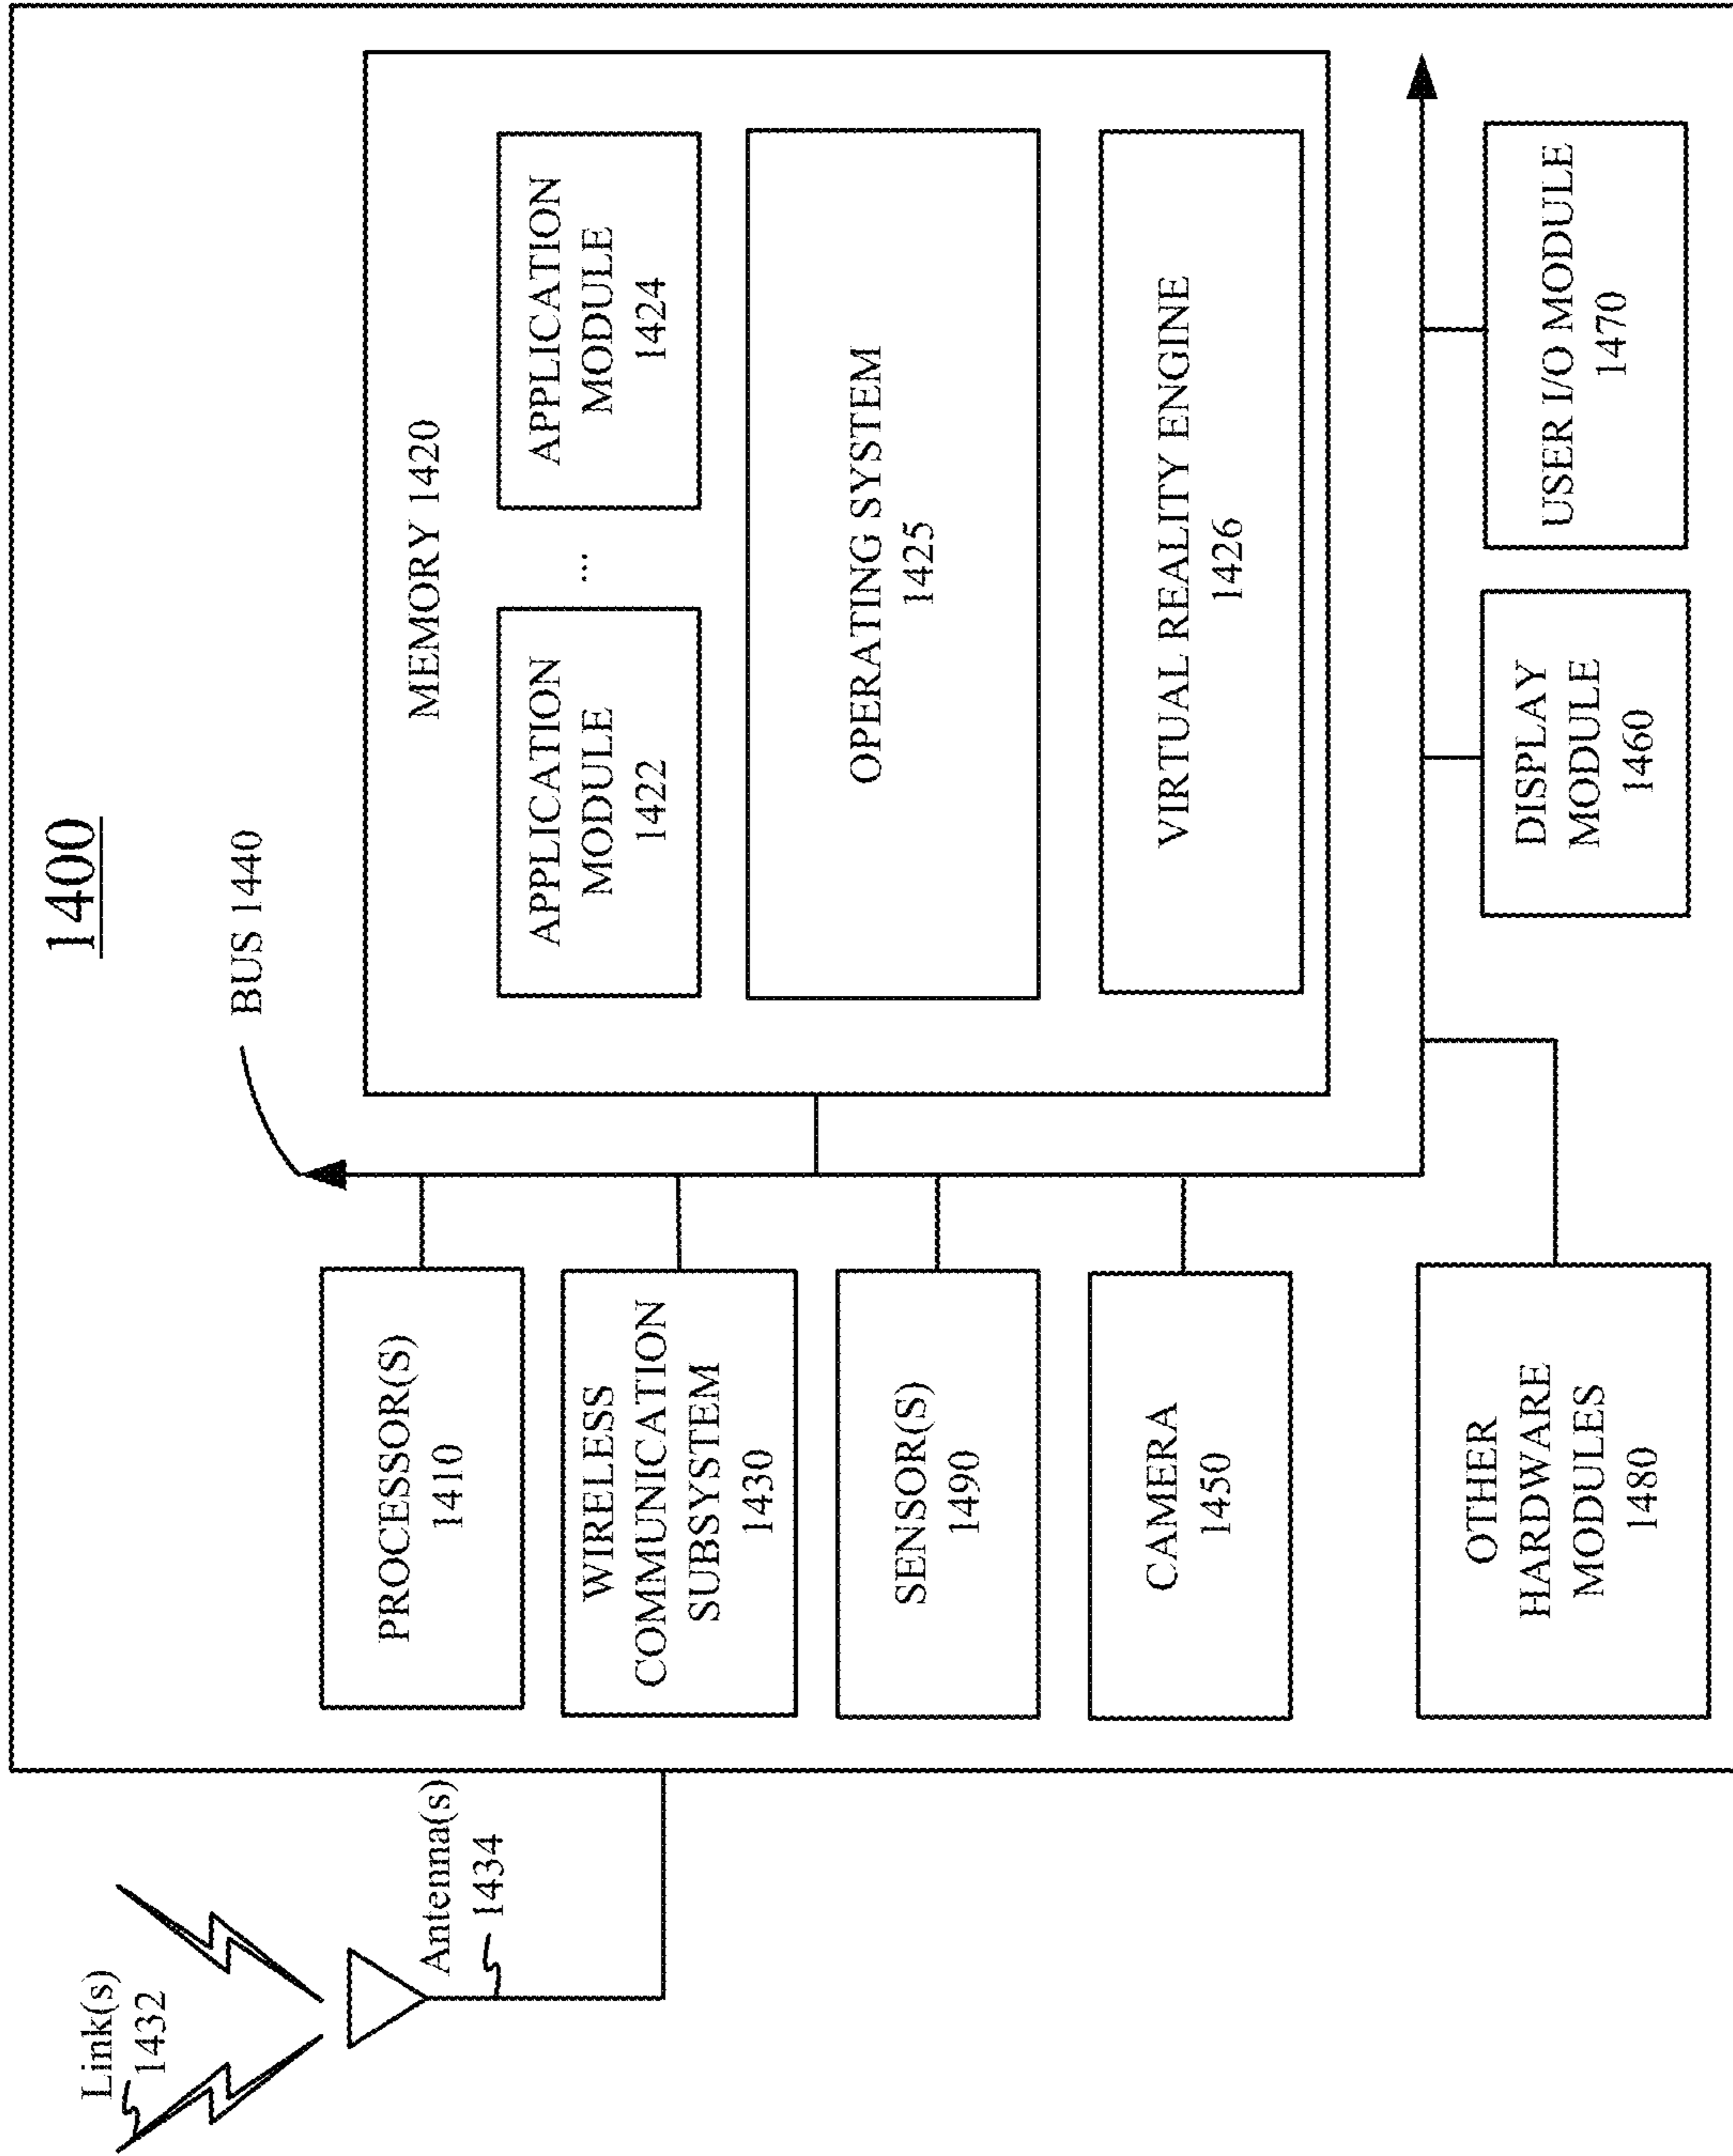 1400
Link(s)
1432
Antenna(s)
1434
BUS 1440
PROCESSOR(S)
1410
WIRELESS
COMMUNICATION
SUBSYSTEM
1430
SENSOR(S)
1490
CAMERA
1450
OTHER
HARDWARE
MODULES
1480
MEMORY 1420
APPLICATION
MODULE
1422
...
APPLICATION
MODULE
1424
OPERATING SYSTEM
1425
VIRTUAL REALITY ENGINE
1426
DISPLAY
MODULE
1460
USER I/O MODULE
1470